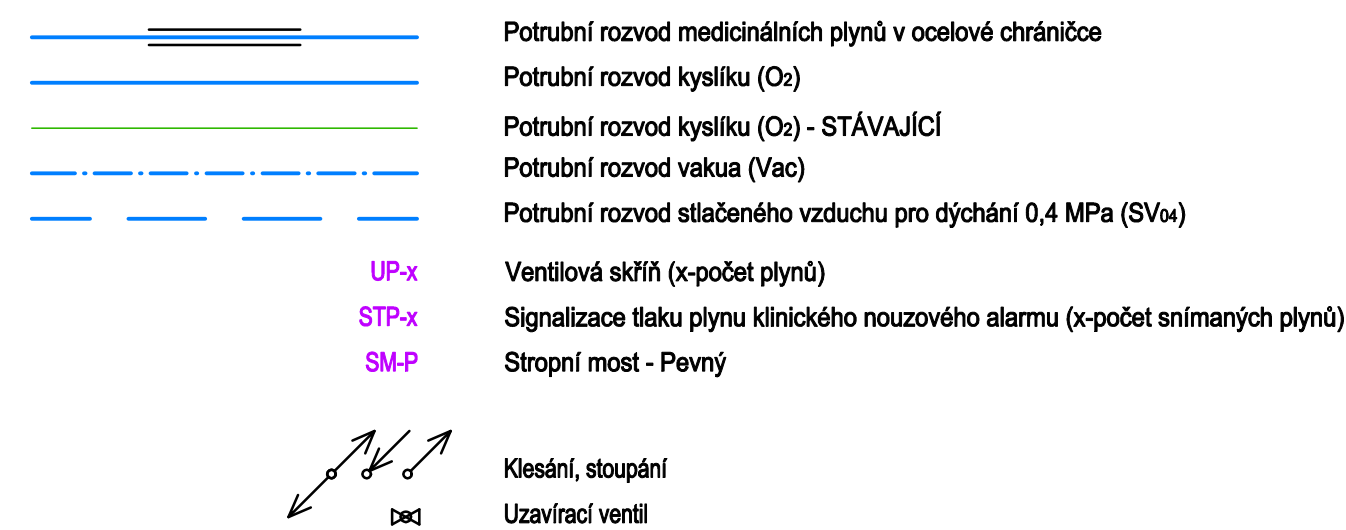 Potrubní rozvod medicinálních plynů v ocelové chráničce
Potrubní rozvod kyslíku (O2)
Potrubní rozvod kyslíku (O2) - STÁVAJÍCÍ
Potrubní rozvod vakua (Vac)
Potrubní rozvod stlačeného vzduchu pro dýchání 0,4 MPa (SV04)
UP-x Ventilová skříň (x-počet plynů)
STP-x Signalizace tlaku plynu klinického nouzového alarmu (x-počet snímaných plynů)
SM-P Stropní most - Pevný
Klesání, stoupání
Uzavírací ventil